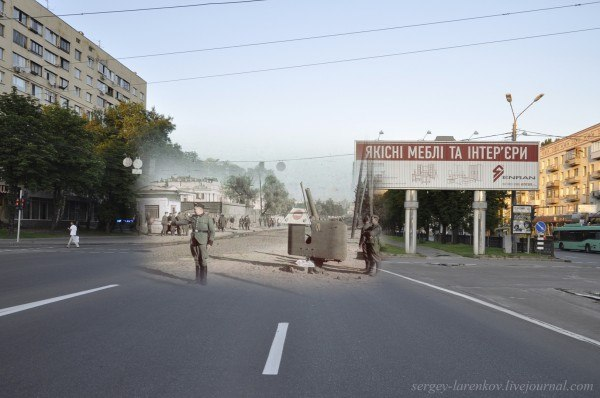 ЯКІСНІ МЕБЛІ ТА ІНТЕР'ЄРИ
ENRAN
sergey-larenkov.livejournal.com